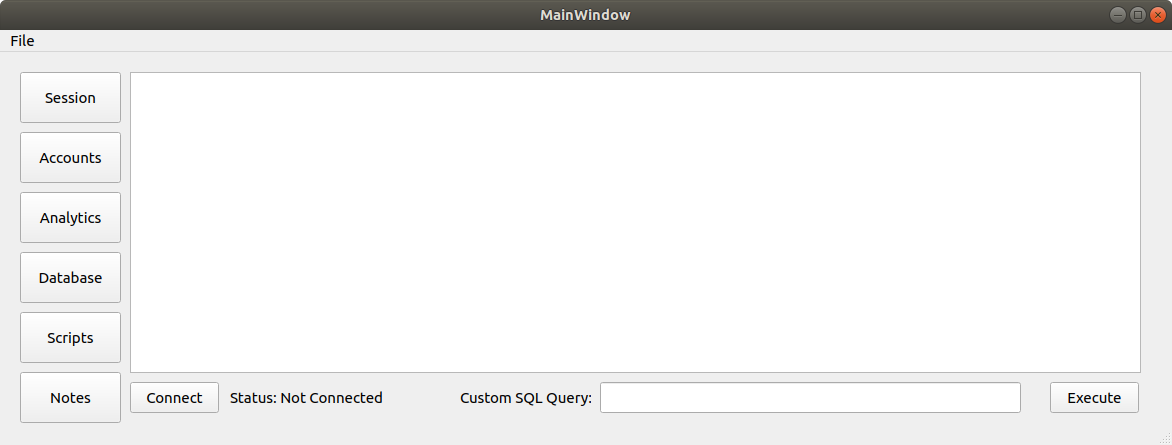 MainWindow
File
Session
Accounts
Analytics
Database
Scripts
Notes
Connect Status: Not Connected Custom SQL Query: Execute